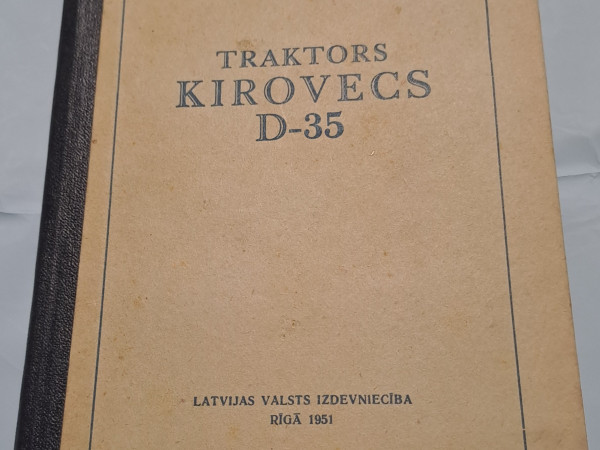 TRAKTORS
KIROVECS
D-35
LATVIJAS VALSTS IZDEVNIECĪBA
RĪGĀ 1951